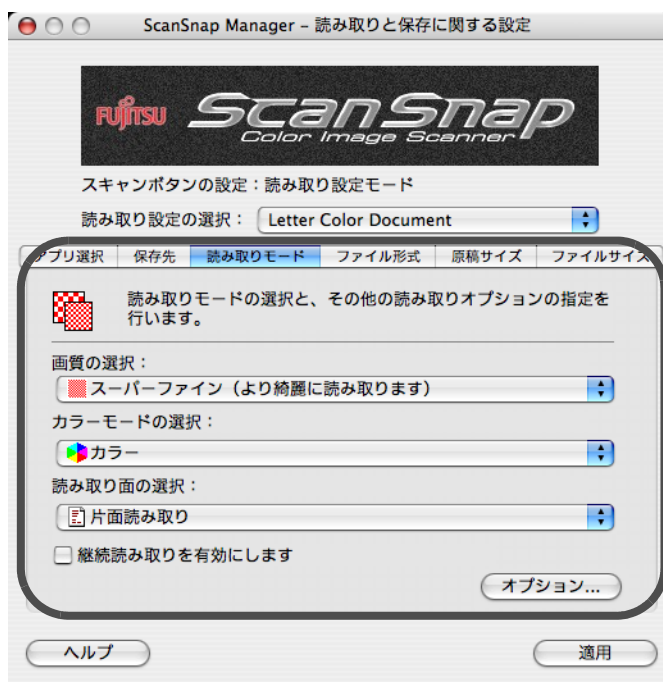 ScanSnap Manager – 読み取りと保存に関する設定
FUJITSU ScanSnap
Color Image Scanner
スキャンボタンの設定：読み取り設定モード
読み取り設定の選択： Letter Color Document
アプリ選択 保存先 読み取りモード ファイル形式 原稿サイズ ファイルサイズ
読み取りモードの選択と、その他の読み取りオプションの指定を
行います。
画質の選択：
スーパーファイン（より綺麗に読み取ります）
カラーモードの選択：
カラー
読み取り面の選択：
片面読み取り
継続読み取りを有効にします
オプション...
ヘルプ 適用